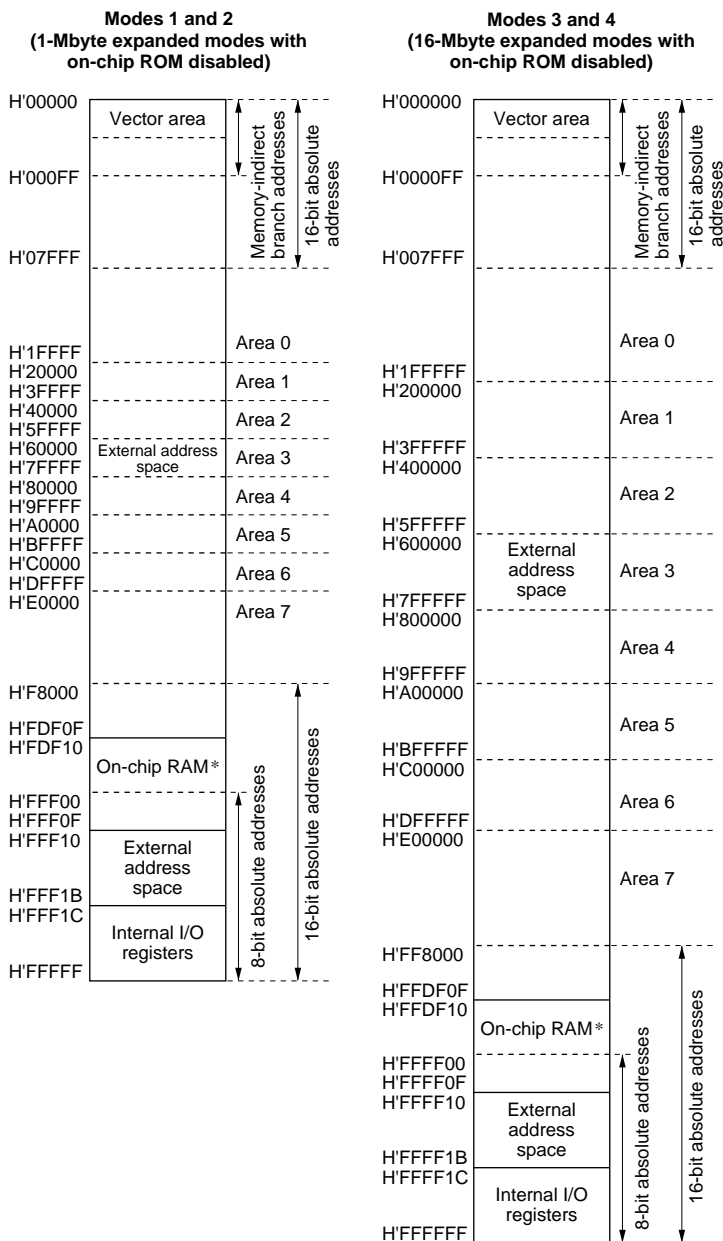 Modes 1 and 2
(1-Mbyte expanded modes with
on-chip ROM disabled)
H'00000
Vector area
H'000FF
Memory-indirect
branch addresses
16-bit absolute
addresses
H'07FFF
Area 0
H'1FFFF
H'20000
Area 1
H'3FFFF
H'40000
Area 2
H'5FFFF
H'60000
External address
space
Area 3
H'7FFFF
H'80000
Area 4
H'9FFFF
H'A0000
Area 5
H'BFFFF
H'C0000
Area 6
H'DFFFF
H'E0000
Area 7
H'F8000
H'FDF0F
H'FDF10
On-chip RAM*
H'FFF00
H'FFF0F
H'FFF10
External
address
space
H'FFF1B
H'FFF1C
Internal I/O
registers
H'FFFFF
8-bit absolute addresses
16-bit absolute addresses
Modes 3 and 4
(16-Mbyte expanded modes with
on-chip ROM disabled)
H'000000
Vector area
H'0000FF
Memory-indirect
branch addresses
16-bit absolute
addresses
H'007FFF
Area 0
H'1FFFFF
H'200000
Area 1
H'3FFFFF
H'400000
Area 2
H'5FFFFF
H'600000
External
address
space
Area 3
H'7FFFFF
H'800000
Area 4
H'9FFFFF
H'A00000
Area 5
H'BFFFFF
H'C00000
Area 6
H'DFFFFF
H'E00000
Area 7
H'FF8000
H'FFDF0F
H'FFDF10
On-chip RAM*
H'FFFF00
H'FFFF0F
H'FFFF10
External
address
space
H'FFFF1B
H'FFFF1C
Internal I/O
registers
H'FFFFFF
8-bit absolute addresses
16-bit absolute addresses